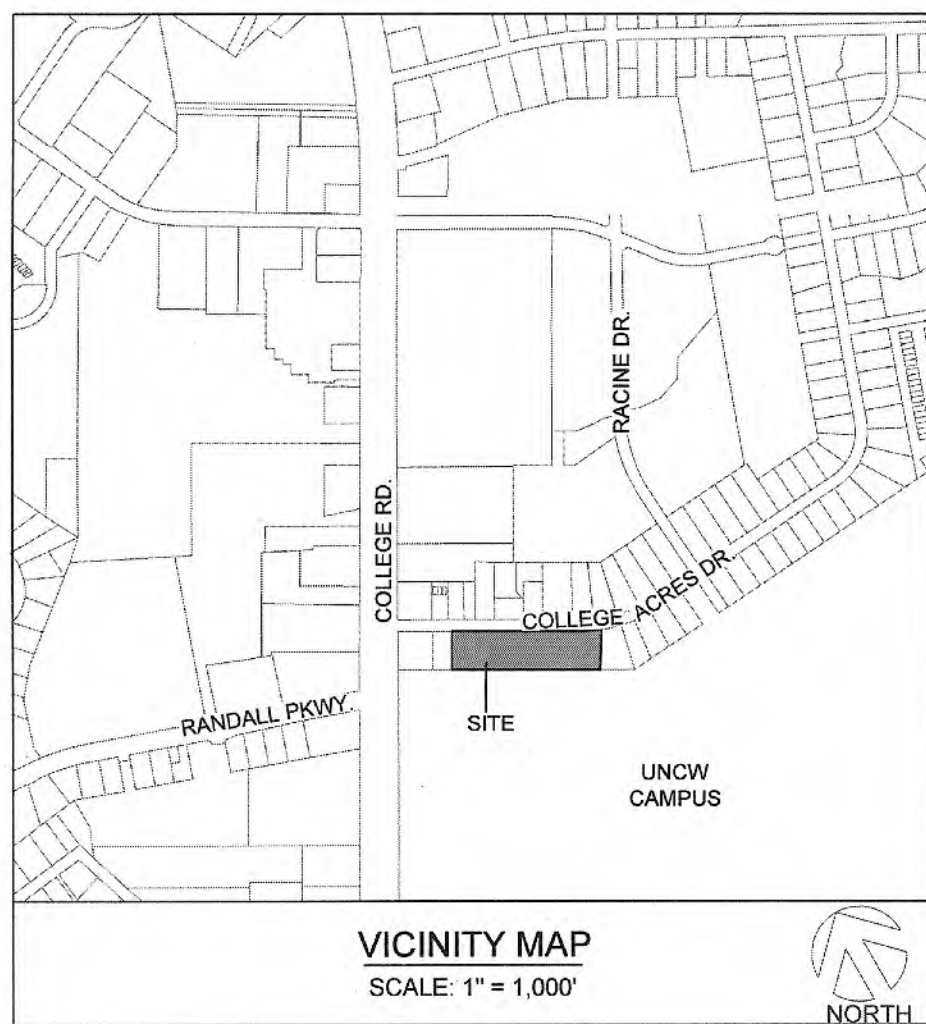 RACINE DR.
COLLEGE RD.
COLLEGE ACRES DR.
SITE
RANDALL PKWY.
UNCW
CAMPUS
VICINITY MAP
SCALE: 1" = 1,000'
NORTH